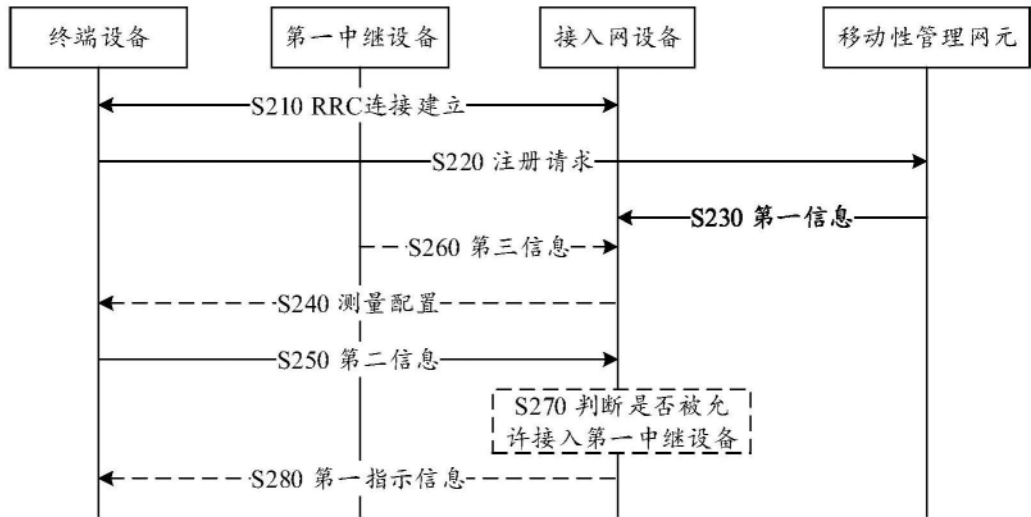 终端设备
第一中继设备
接入网设备
移动性管理网元
S210 RRC连接建立
S220 注册请求
S230 第一信息
S260 第三信息
S240 测量配置
S250 第二信息
S270 判断是否被允
许接入第一中继设备
S280 第一指示信息